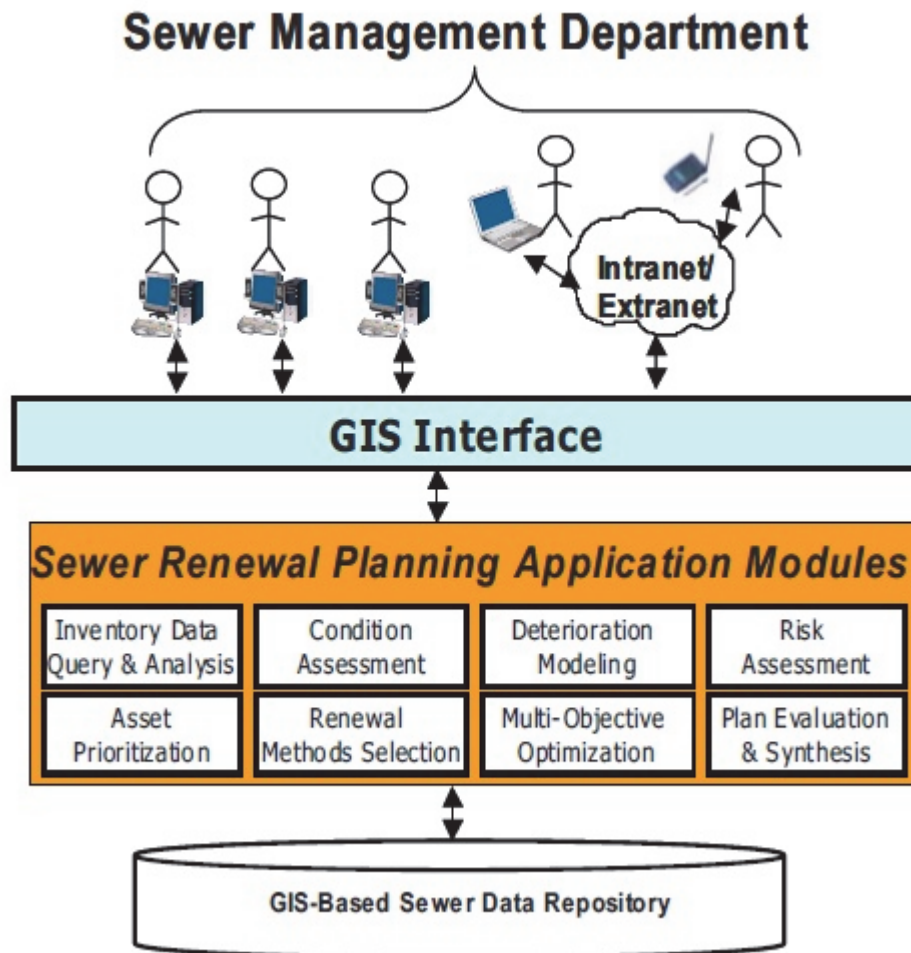 Sewer Management Department
Intranet/
Extranet
GIS Interface
Sewer Renewal Planning Application Modules
Inventory Data
Query & Analysis
Condition
Assessment
Deterioration
Modeling
Risk
Assessment
Asset
Prioritization
Renewal
Methods Selection
Multi-Objective
Optimization
Plan Evaluation
& Synthesis
GIS-Based Sewer Data Repository